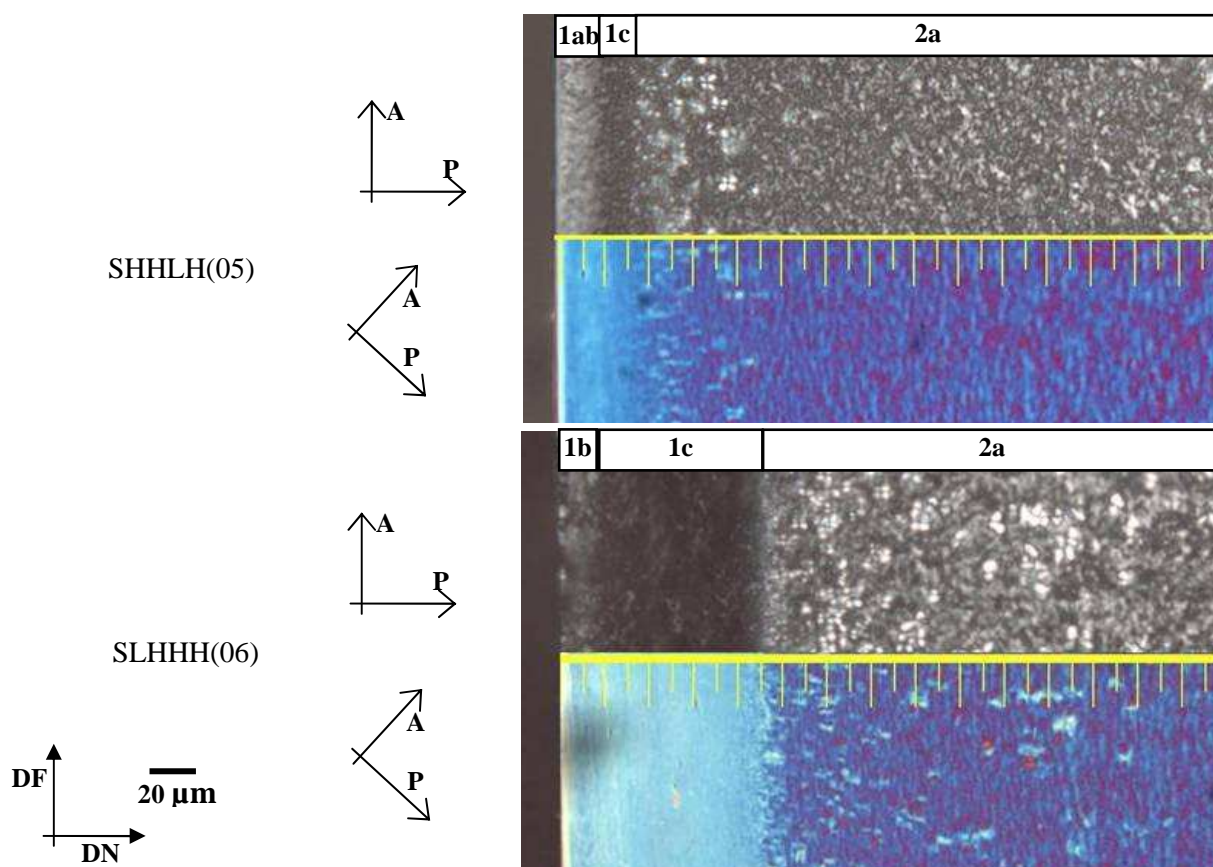 1ab 1c 2a
A
P
SHHLH(05)
A
P
1b 1c 2a
A
P
SLHHH(06)
A
P
DF
20 µm
DN